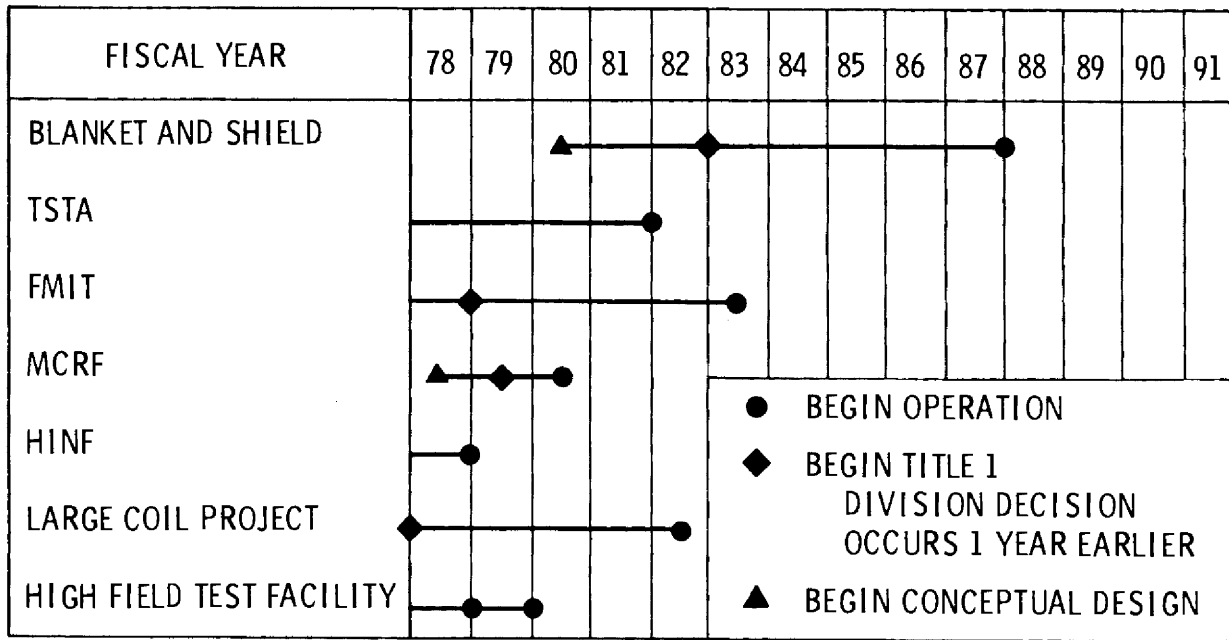 FISCAL YEAR 78 79 80 81 82 83 84 85 86 87 88 89 90 91
BLANKET AND SHIELD
TSTA
FMIT
MCRF
HINF
LARGE COIL PROJECT
HIGH FIELD TEST FACILITY
BEGIN OPERATION
BEGIN TITLE 1
DIVISION DECISION
OCCURS 1 YEAR EARLIER
BEGIN CONCEPTUAL DESIGN